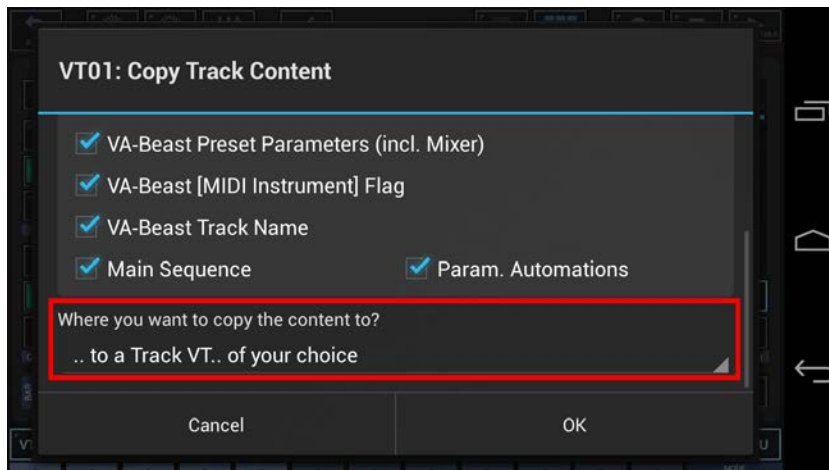 VT01: Copy Track Content
VA-Beast Preset Parameters (incl. Mixer)
VA-Beast [MIDI Instrument] Flag
VA-Beast Track Name
Main Sequence Param. Automations
Where you want to copy the content to?
.. to a Track VT.. of your choice
Cancel OK